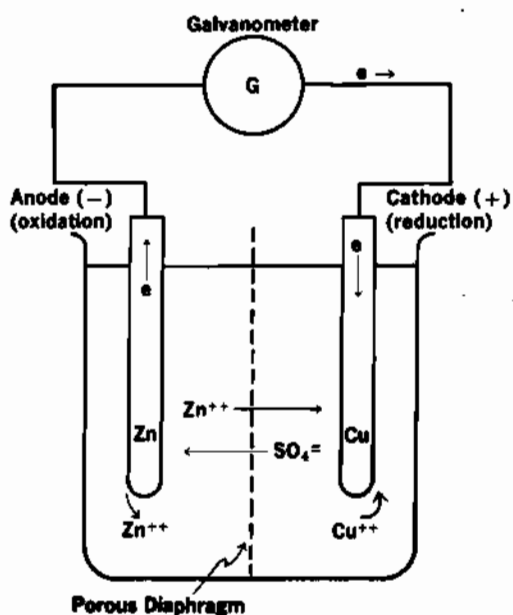 Galvanometer
G
e →
Anode (−)
(oxidation)
Cathode (+)
(reduction)
e
e
Zn⁺⁺
Zn
Cu
SO₄=
Zn⁺⁺
Cu⁺⁺
Porous Diaphragm